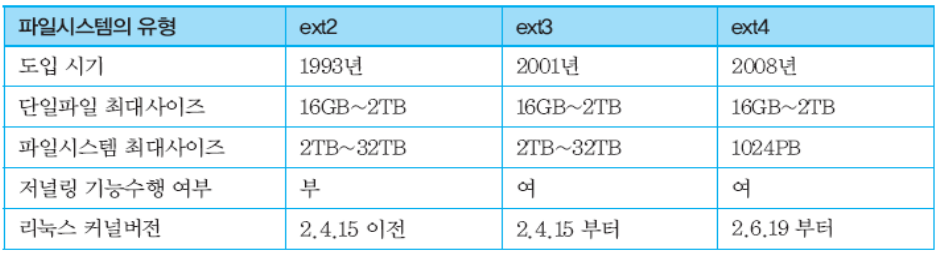 파일시스템의 유형 ext2 ext3 ext4
도입 시기 1993년 2001년 2008년
단일파일 최대사이즈 16GB~2TB 16GB~2TB 16GB~2TB
파일시스템 최대사이즈 2TB~32TB 2TB~32TB 1024PB
저널링 기능수행 여부 부 여 여
리눅스 커널버전 2.4.15 이전 2.4.15 부터 2.6.19 부터